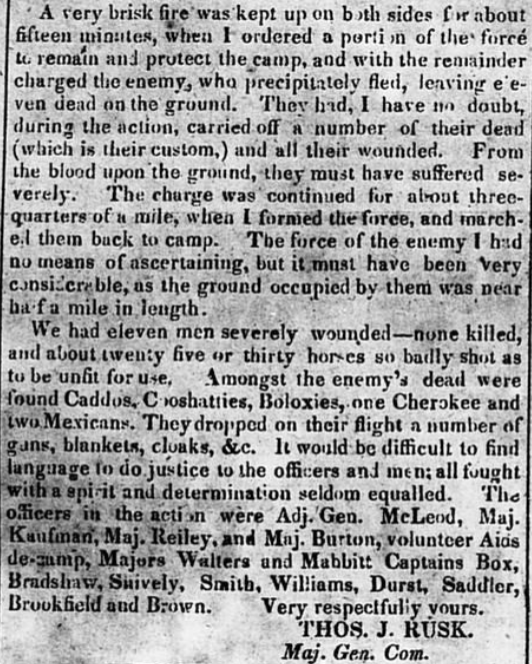 A very brisk fire was kept up on both sides for about
fifteen minutes, when I ordered a portion of the force
to remain and protect the camp, and with the remainder
charged the enemy, who precipitately fled, leaving e'e-
ven dead on the ground. They had, I have no doubt,
during the action, carried off a number of their dead
(which is their custom,) and all their wounded. From
the blood upon the ground, they must have suffered se-
verely. The charge was continued for about three-
quarters of a mile, when I formed the force, and march-
ed them back to camp. The force of the enemy I had
no means of ascertaining, but it must have been very
considerable, as the ground occupied by them was near
half a mile in length.
We had eleven men severely wounded—none killed,
and about twenty five or thirty horses so badly shot as
to be unfit for use. Amongst the enemy's dead were
found Caddos, Cooshatties, Boloxies, one Cherokee and
two Mexicans. They dropped on their flight a number of
guns, blankets, cloaks, &c. It would be difficult to find
language to do justice to the officers and men; all fought
with a spirit and determination seldom equalled. The
officers in the action were Adj. Gen. McLeod, Maj.
Kaufman, Maj. Reiley, and Maj. Burton, volunteer Aids
de-camp, Majors Walters and Mabbitt Captains Box,
Bradshaw, Snively, Smith, Williams, Durst, Saddler,
Brookfield and Brown. Very respectfully yours.
THOS. J. RUSK.
Maj. Gen. Com.